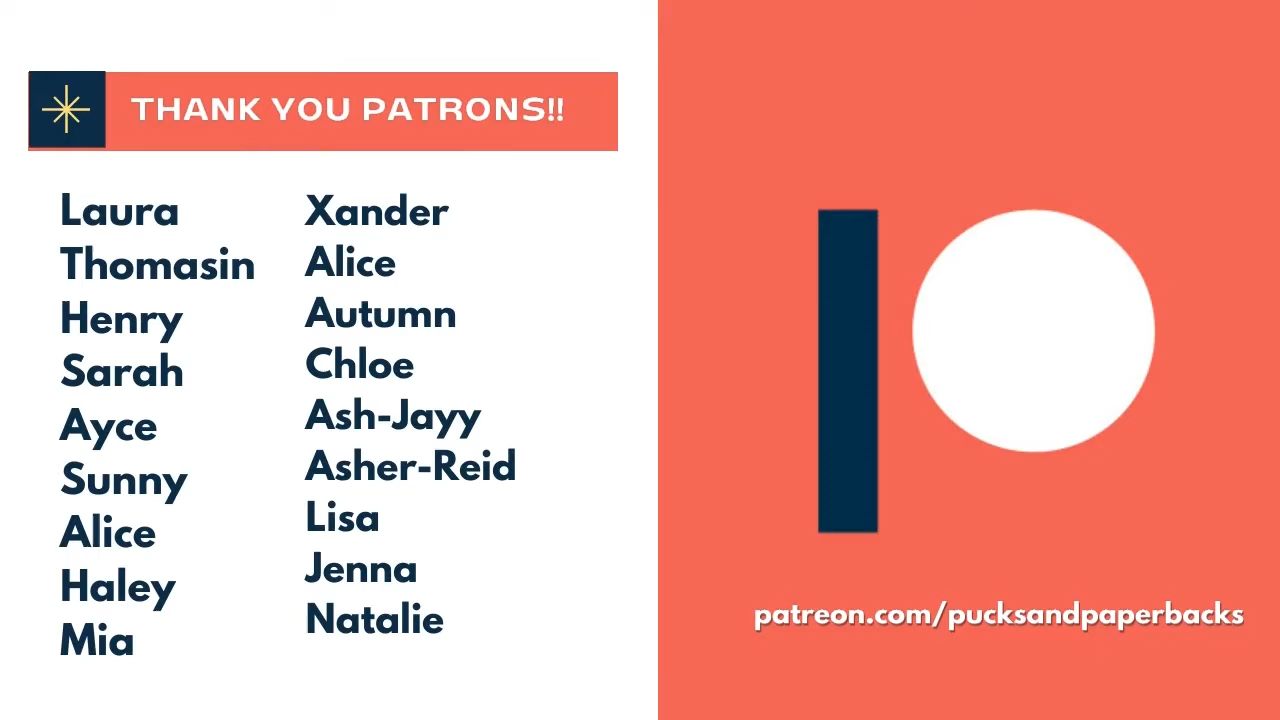 THANK YOU PATRONS!!
Laura
Thomasin
Henry
Sarah
Ayce
Sunny
Alice
Haley
Mia
Xander
Alice
Autumn
Chloe
Ash-Jayy
Asher-Reid
Lisa
Jenna
Natalie
patreon.com/pucksandpaperbacks